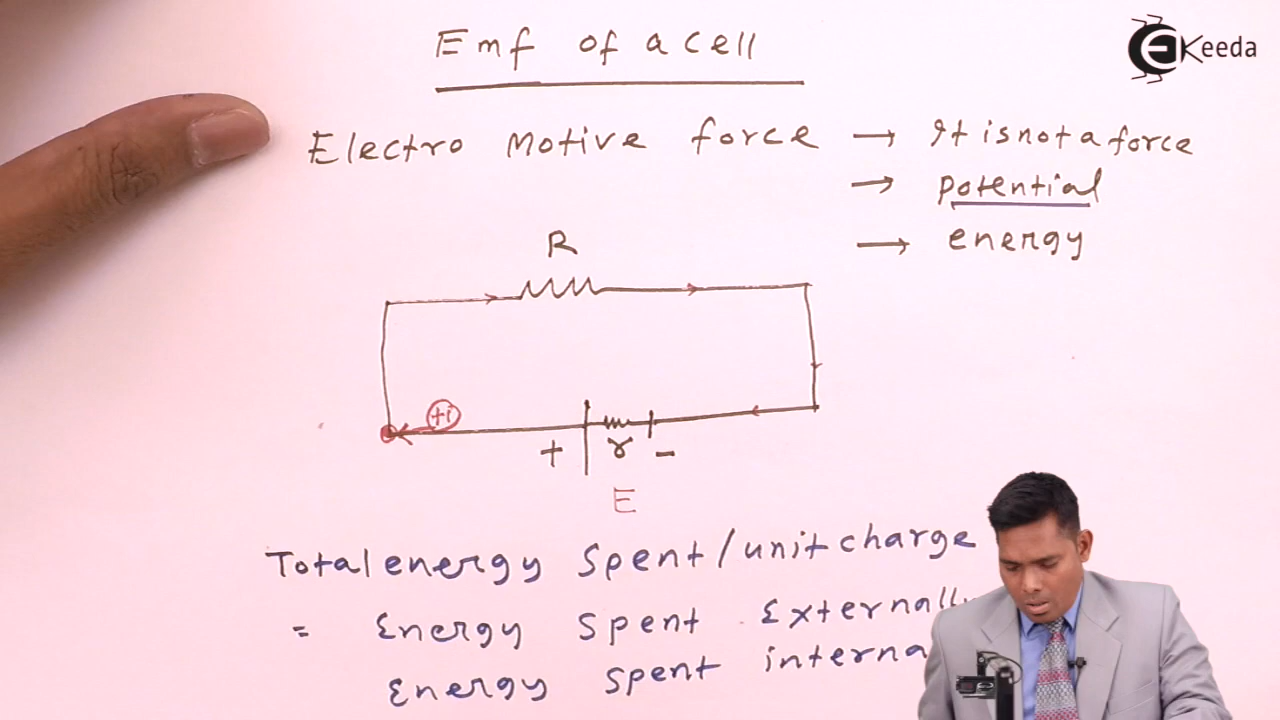 Emf of a cell
EKeeda
Electro Motive force → It is not a force
→ potential
→ energy
R
+i
+ r -
E
Total energy spent/unit charge
= Energy spent Externally
Energy spent